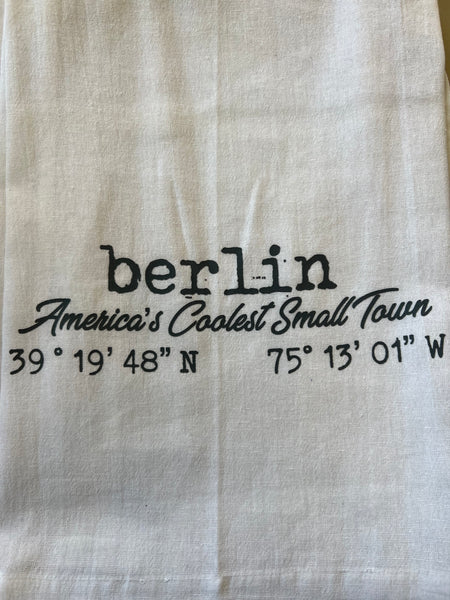 berlin
America's Coolest Small Town
39° 19' 48" N 75° 13' 01" W